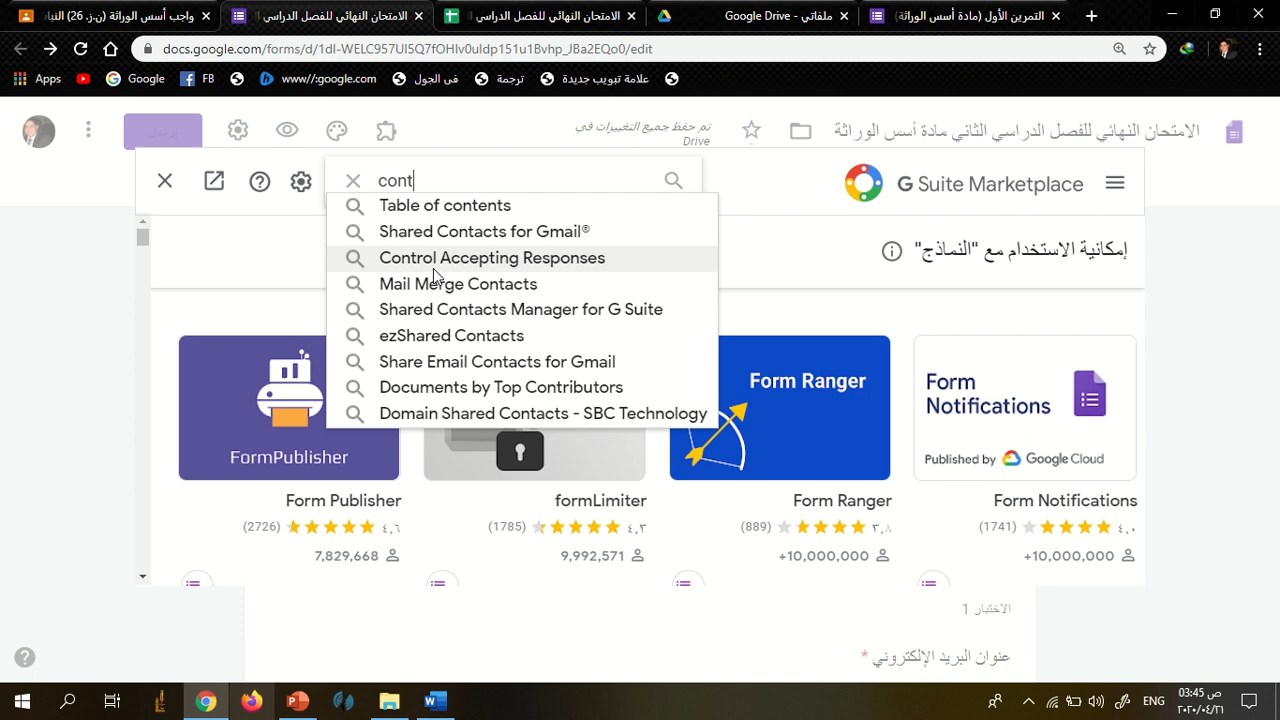 واجب أسس الوراثة (ن.ز. 26) النبات
الامتحان النهائي للفصل الدراسي
الامتحان النهائي للفصل الدراسي ا
ملفاتي - Google Drive
التمرين الأول (مادة أسس الوراثة)
docs.google.com/forms/d/1dI-WELC957UI5Q7fOHIv0uIdp151u1Bvhp_JBa2EQo0/edit
Apps
Google
FB
www//:google.com
فى الجول
ترجمة
علامة تبويب جديدة
إرسال
تم حفظ جميع التغييرات في
Drive
الامتحان النهائي للفصل الدراسي الثاني مادة أسس الوراثة
cont
G Suite Marketplace
Table of contents
Shared Contacts for Gmail®
Control Accepting Responses
Mail Merge Contacts
Shared Contacts Manager for G Suite
ezShared Contacts
Share Email Contacts for Gmail
Documents by Top Contributors
Domain Shared Contacts - SBC Technology
إمكانية الاستخدام مع "النماذج"
FormPublisher
Form Ranger
Form
Notifications
Published by Google Cloud
Form Publisher
formLimiter
Form Ranger
Form Notifications
(2726) ٤,٦
(1785) ٤,٣
(889) ٣,٨
(1741) ٤,٠
7,829,668
9,992,571
+10,000,000
+10,000,000
الاختبار 1
عنوان البريد الإلكتروني *
ENG
03:45 ص
٢٠٢٠/٠٤/٢١